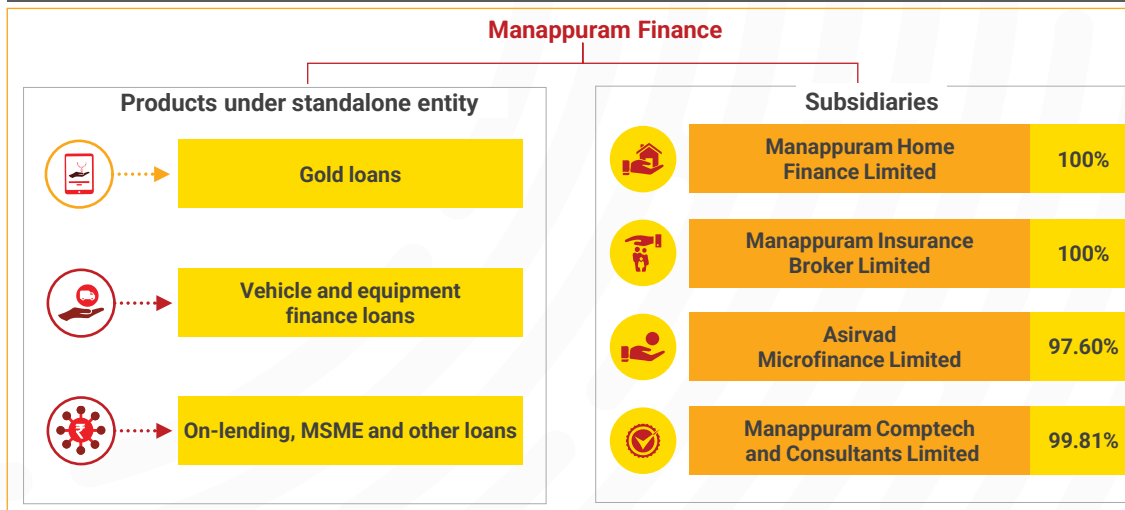 Manappuram Finance
Products under standalone entity
Gold loans
Vehicle and equipment
finance loans
₹
On-lending, MSME and other loans
Subsidiaries
Manappuram Home
Finance Limited
100%
Manappuram Insurance
Broker Limited
100%
Asirvad
Microfinance Limited
97.60%
Manappuram Comptech
and Consultants Limited
99.81%